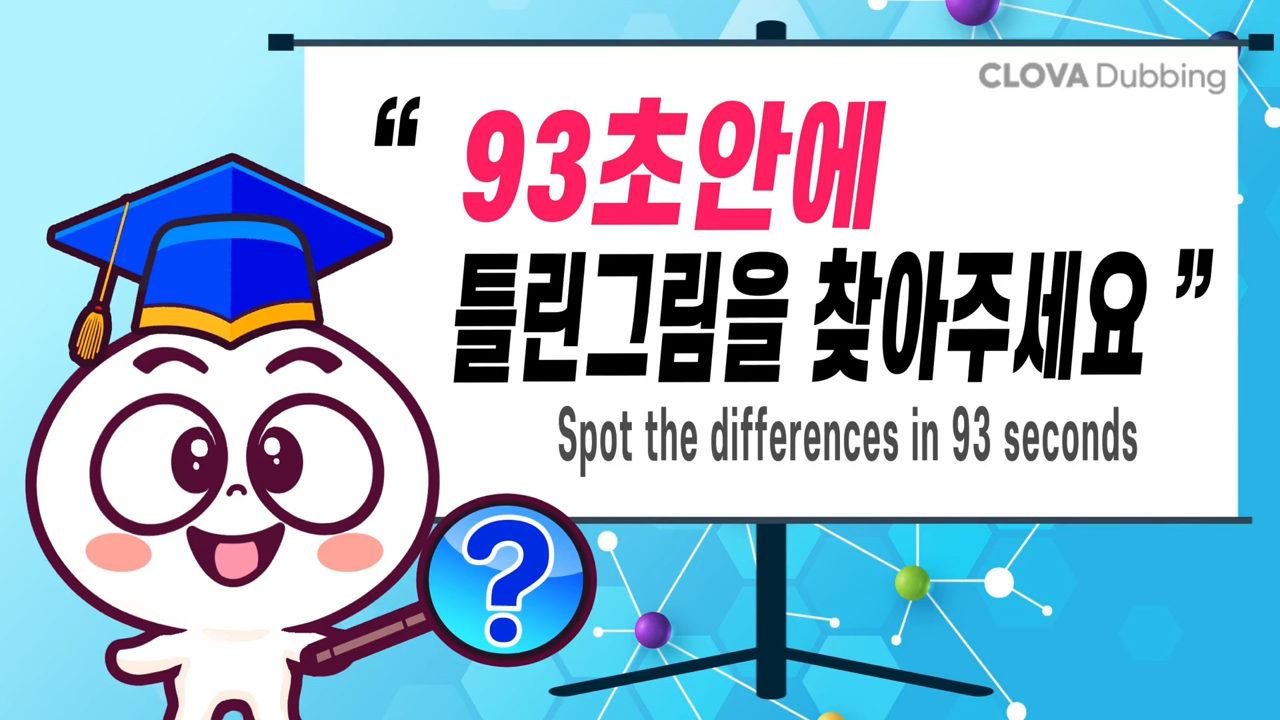 CLOVA Dubbing
“ 93초안에
틀린그림을 찾아주세요 ”
Spot the differences in 93 seconds
?